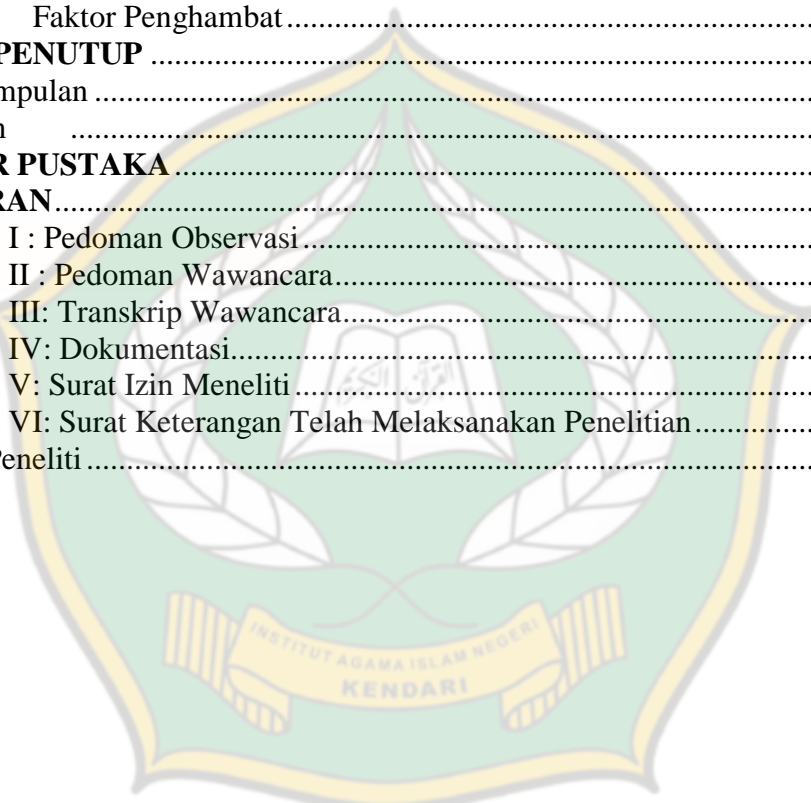 Faktor Penghambat........................................................................
PENUTUP........................................................................
mpulan........................................................................
n ........................................................................
R PUSTAKA........................................................................
RAN........................................................................
I : Pedoman Observasi........................................................................
II : Pedoman Wawancara........................................................................
III: Transkrip Wawancara........................................................................
IV: Dokumentasi........................................................................
V: Surat Izin Meneliti........................................................................
VI: Surat Keterangan Telah Melaksanakan Penelitian........................
Peneliti........................................................................
INSTITUT AGAMA ISLAM NEGERI
KENDARI